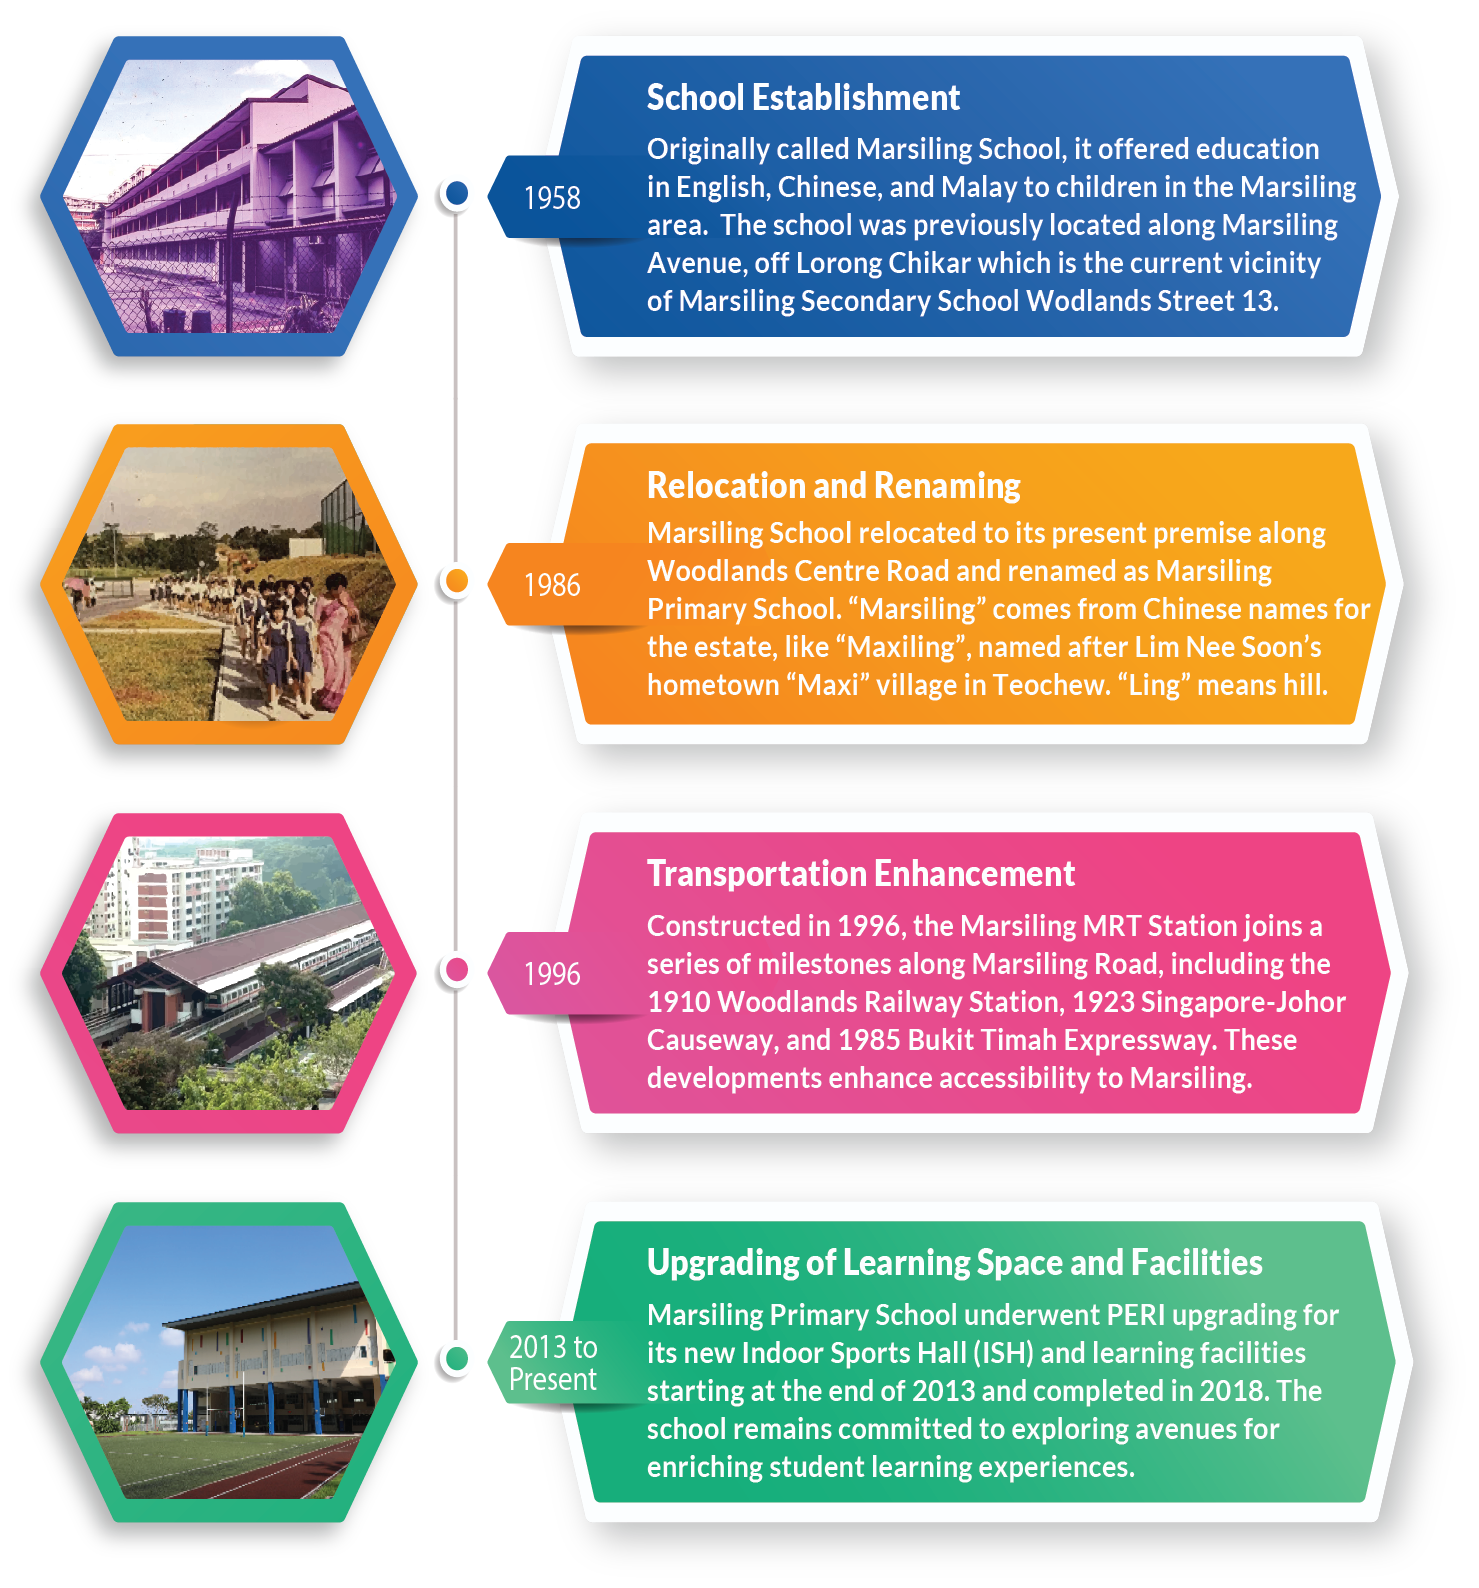 School Establishment
1958
Originally called Marsiling School, it offered education
in English, Chinese, and Malay to children in the Marsiling
area.  The school was previously located along Marsiling
Avenue, off Lorong Chikar which is the current vicinity
of Marsiling Secondary School Wodlands Street 13.
Relocation and Renaming
1986
Marsiling School relocated to its present premise along
Woodlands Centre Road and renamed as Marsiling
Primary School. “Marsiling” comes from Chinese names for
the estate, like “Maxiling”, named after Lim Nee Soon’s
hometown “Maxi” village in Teochew. “Ling” means hill.
Transportation Enhancement
1996
Constructed in 1996, the Marsiling MRT Station joins a
series of milestones along Marsiling Road, including the
1910 Woodlands Railway Station, 1923 Singapore-Johor
Causeway, and 1985 Bukit Timah Expressway. These
developments enhance accessibility to Marsiling.
Upgrading of Learning Space and Facilities
2013 to
Present
Marsiling Primary School underwent PERI upgrading for
its new Indoor Sports Hall (ISH) and learning facilities
starting at the end of 2013 and completed in 2018. The
school remains committed to exploring avenues for
enriching student learning experiences.